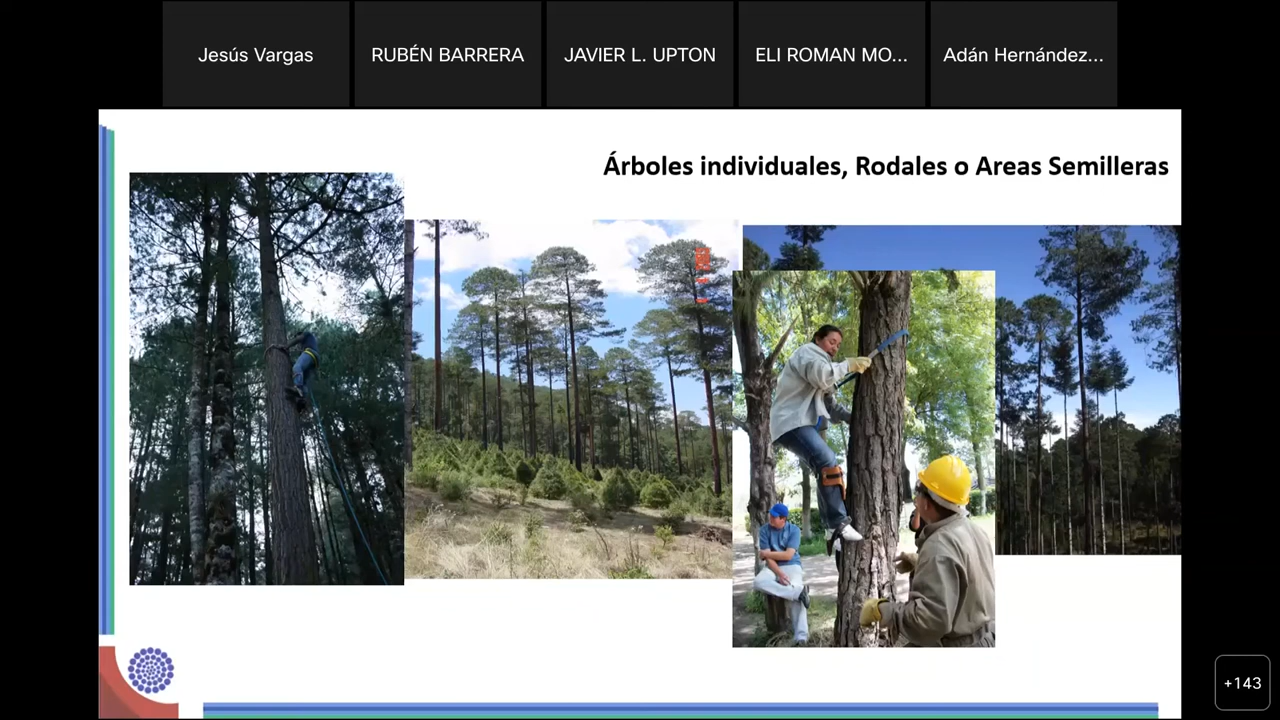 Jesús Vargas
RUBÉN BARRERA
JAVIER L. UPTON
ELI ROMAN MO...
Adán Hernández...
Árboles individuales, Rodales o Areas Semilleras
+143